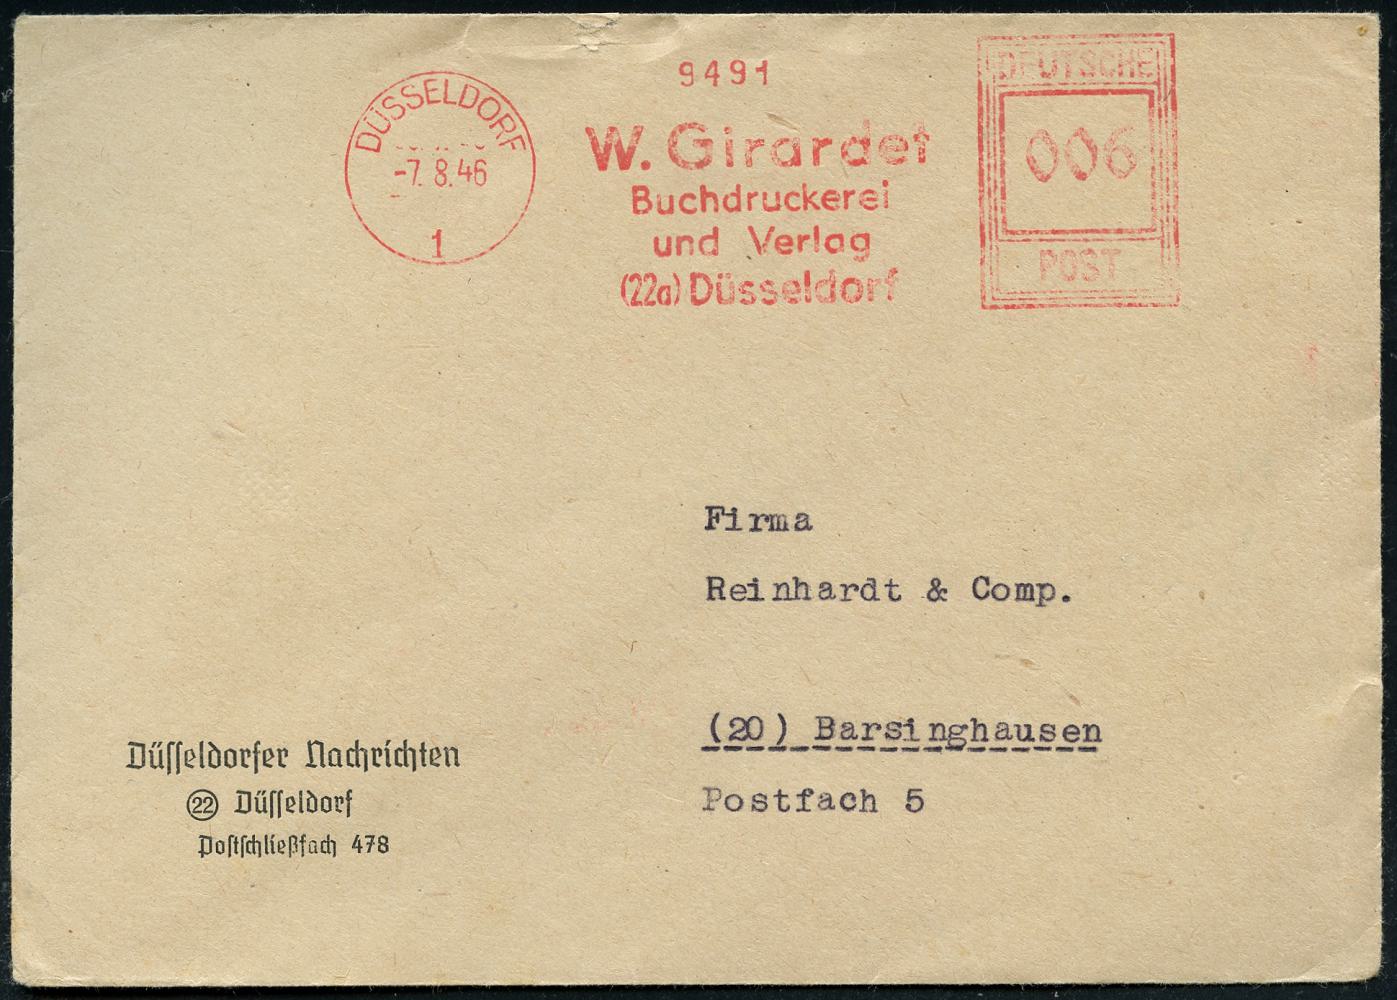 9491
DEUTSCHE
DÜSSELDORF
-7. 8.46
1
W. Girardet
Buchdruckerei
und Verlag
(22a) Düsseldorf
006
POST
Firma
Reinhardt & Comp.
(20) Barsinghausen
Postfach 5
Düſſeldorfer Nachrichten
22 Düſſeldorf
Poſtſchließfach 478